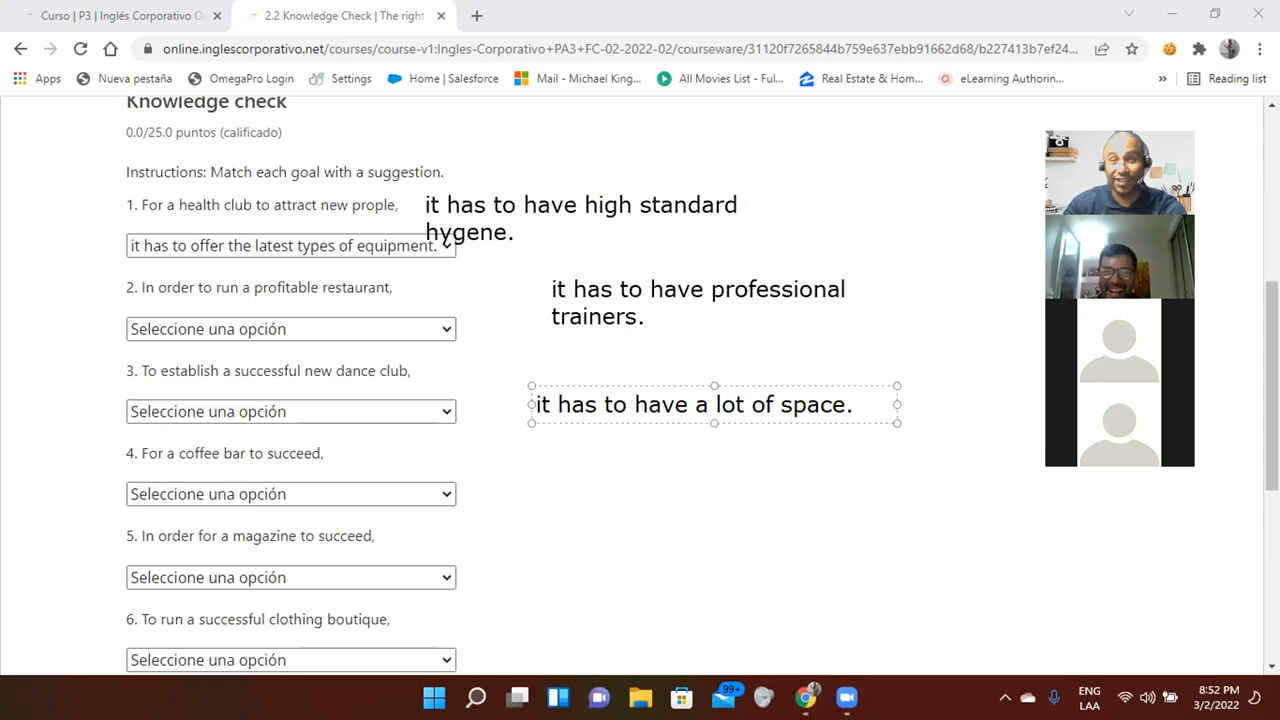 Curso | P3 | Inglés Corporativo O
2.2 Knowledge Check | The right
online.inglescorporativo.net/courses/course-v1:Ingles-Corporativo+PA3+FC-02-2022-02/courseware/31120f7265844b759e637ebb91662d68/b227413b7ef24...
Apps Nueva pestaña OmegaPro Login Settings Home | Salesforce Mail - Michael King... All Movies List - Ful... Real Estate & Hom... eLearning Authorin... » Reading list
Knowledge check
0.0/25.0 puntos (calificado)
Instructions: Match each goal with a suggestion.
1. For a health club to attract new prople,
it has to have high standard
hygene.
it has to offer the latest types of equipment.
2. In order to run a profitable restaurant,
it has to have professional
trainers.
Seleccione una opción
3. To establish a successful new dance club,
it has to have a lot of space.
Seleccione una opción
4. For a coffee bar to succeed,
Seleccione una opción
5. In order for a magazine to succeed,
Seleccione una opción
6. To run a successful clothing boutique,
Seleccione una opción
99+
ENG
LAA
8:52 PM
3/2/2022